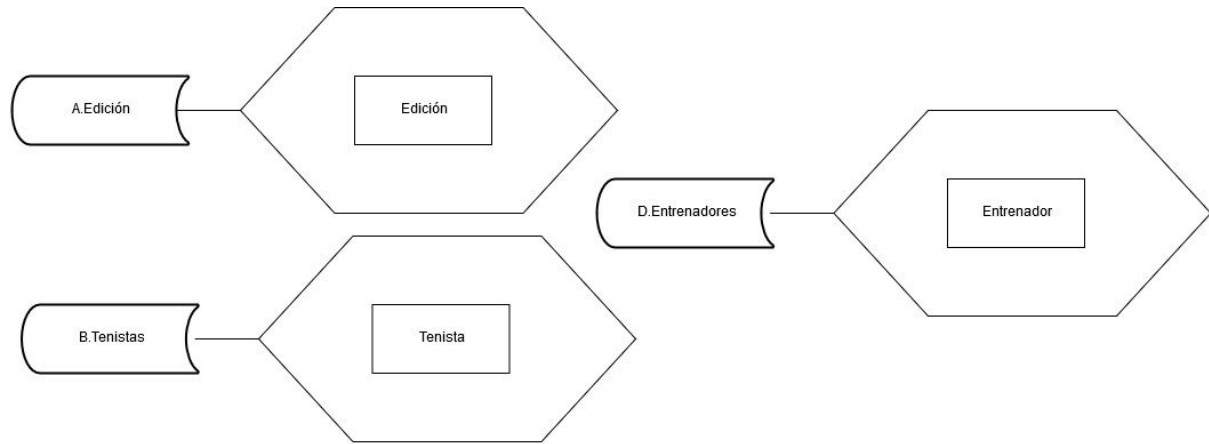 A.Edición
Edición
D.Entrenadores
Entrenador
B.Tenistas
Tenista